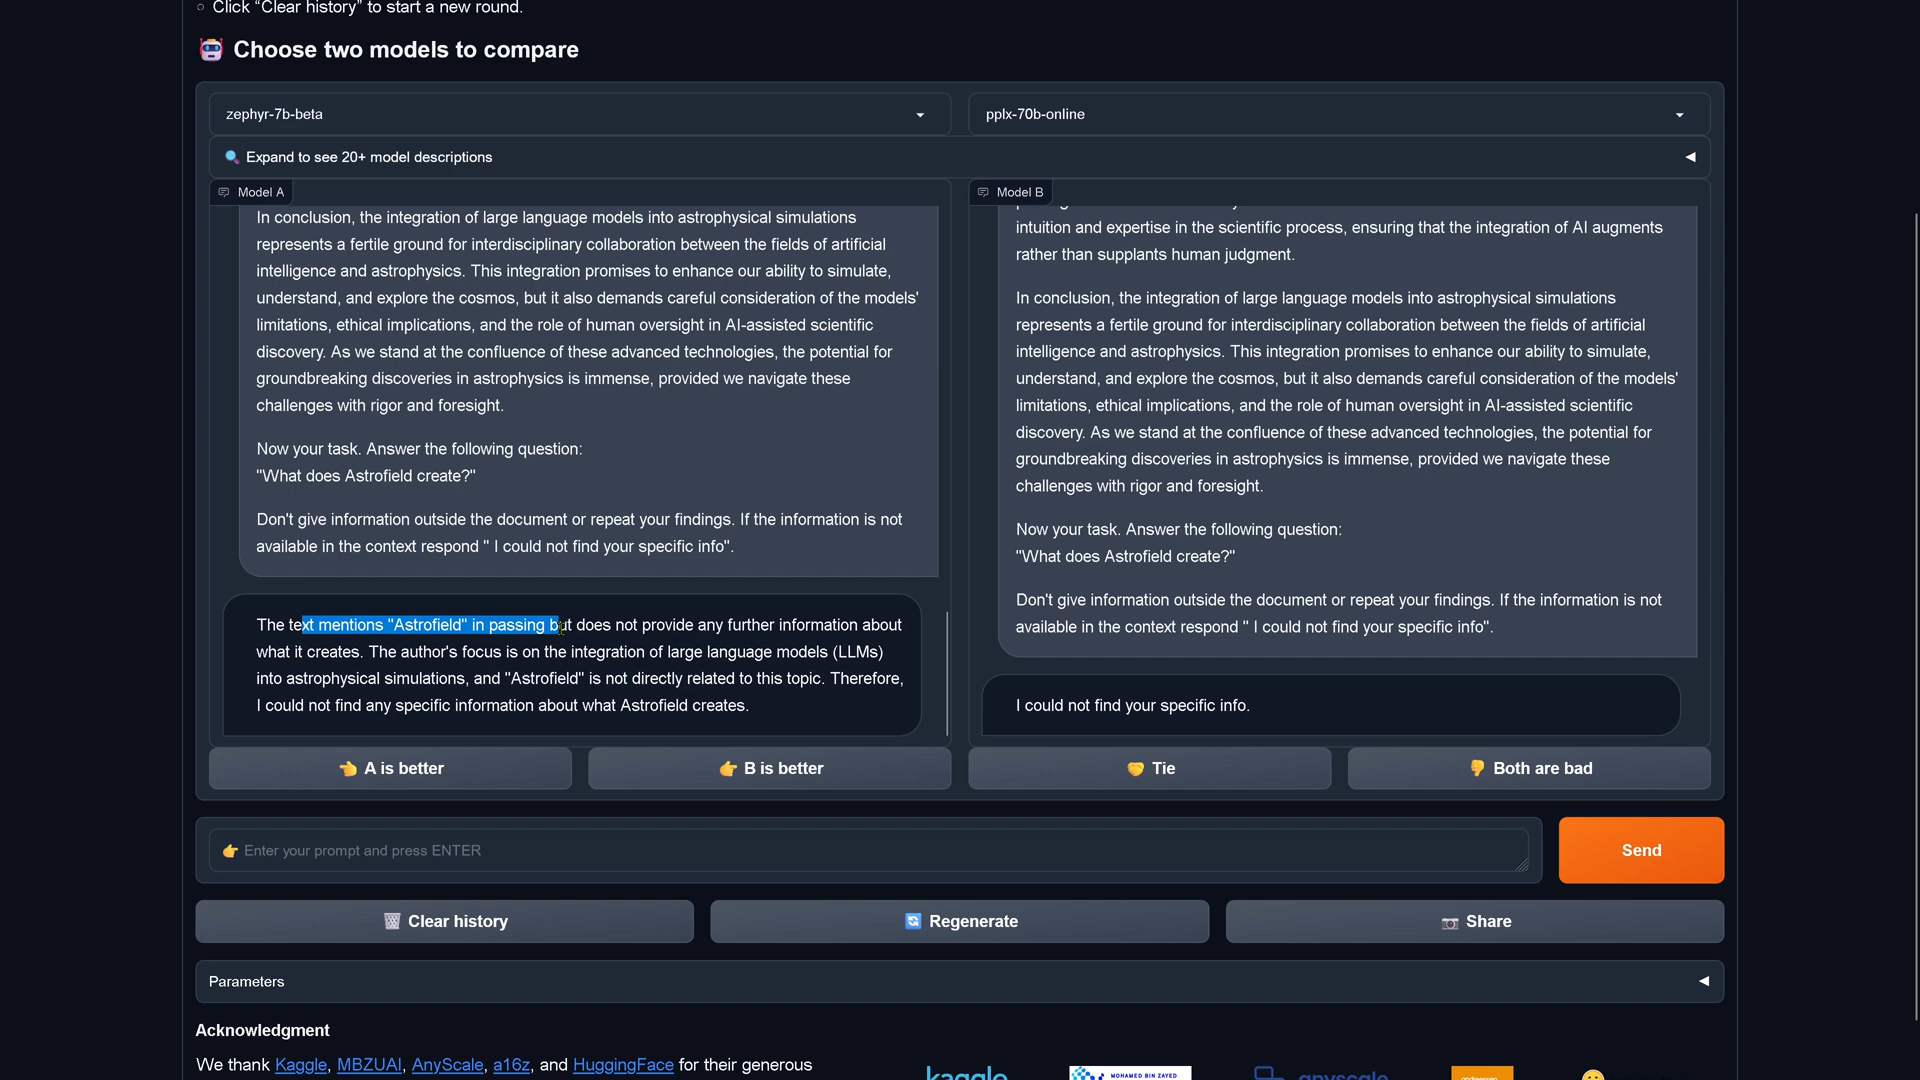 Click “Clear history” to start a new round.
Choose two models to compare
zephyr-7b-beta
pplx-70b-online
Expand to see 20+ model descriptions
Model A
In conclusion, the integration of large language models into astrophysical simulations
represents a fertile ground for interdisciplinary collaboration between the fields of artificial
intelligence and astrophysics. This integration promises to enhance our ability to simulate,
understand, and explore the cosmos, but it also demands careful consideration of the models'
limitations, ethical implications, and the role of human oversight in AI-assisted scientific
discovery. As we stand at the confluence of these advanced technologies, the potential for
groundbreaking discoveries in astrophysics is immense, provided we navigate these
challenges with rigor and foresight.
Now your task. Answer the following question:
"What does Astrofield create?"
Don't give information outside the document or repeat your findings. If the information is not
available in the context respond " I could not find your specific info".
The text mentions "Astrofield" in passing but does not provide any further information about
what it creates. The author's focus is on the integration of large language models (LLMs)
into astrophysical simulations, and "Astrofield" is not directly related to this topic. Therefore,
I could not find any specific information about what Astrofield creates.
Model B
intuition and expertise in the scientific process, ensuring that the integration of AI augments
rather than supplants human judgment.
In conclusion, the integration of large language models into astrophysical simulations
represents a fertile ground for interdisciplinary collaboration between the fields of artificial
intelligence and astrophysics. This integration promises to enhance our ability to simulate,
understand, and explore the cosmos, but it also demands careful consideration of the models'
limitations, ethical implications, and the role of human oversight in AI-assisted scientific
discovery. As we stand at the confluence of these advanced technologies, the potential for
groundbreaking discoveries in astrophysics is immense, provided we navigate these
challenges with rigor and foresight.
Now your task. Answer the following question:
"What does Astrofield create?"
Don't give information outside the document or repeat your findings. If the information is not
available in the context respond " I could not find your specific info".
I could not find your specific info.
A is better
B is better
Tie
Both are bad
Enter your prompt and press ENTER
Send
Clear history
Regenerate
Share
Parameters
Acknowledgment
We thank Kaggle, MBZUAI, AnyScale, a16z, and HuggingFace for their generous
kaggle
MOHAMED BIN ZAYED
anyscale